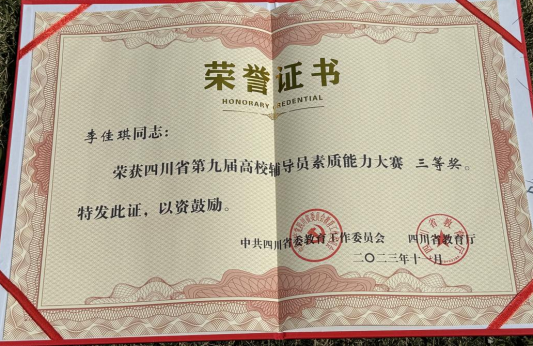 荣誉证书
HONORARY CREDENTIAL
李佳琪同志：
荣获四川省第九届高校辅导员素质能力大赛 三等奖。
特发此证，以资鼓励。
中共四川省委教育工作委员会 四川省教育厅
二〇二三年十一月